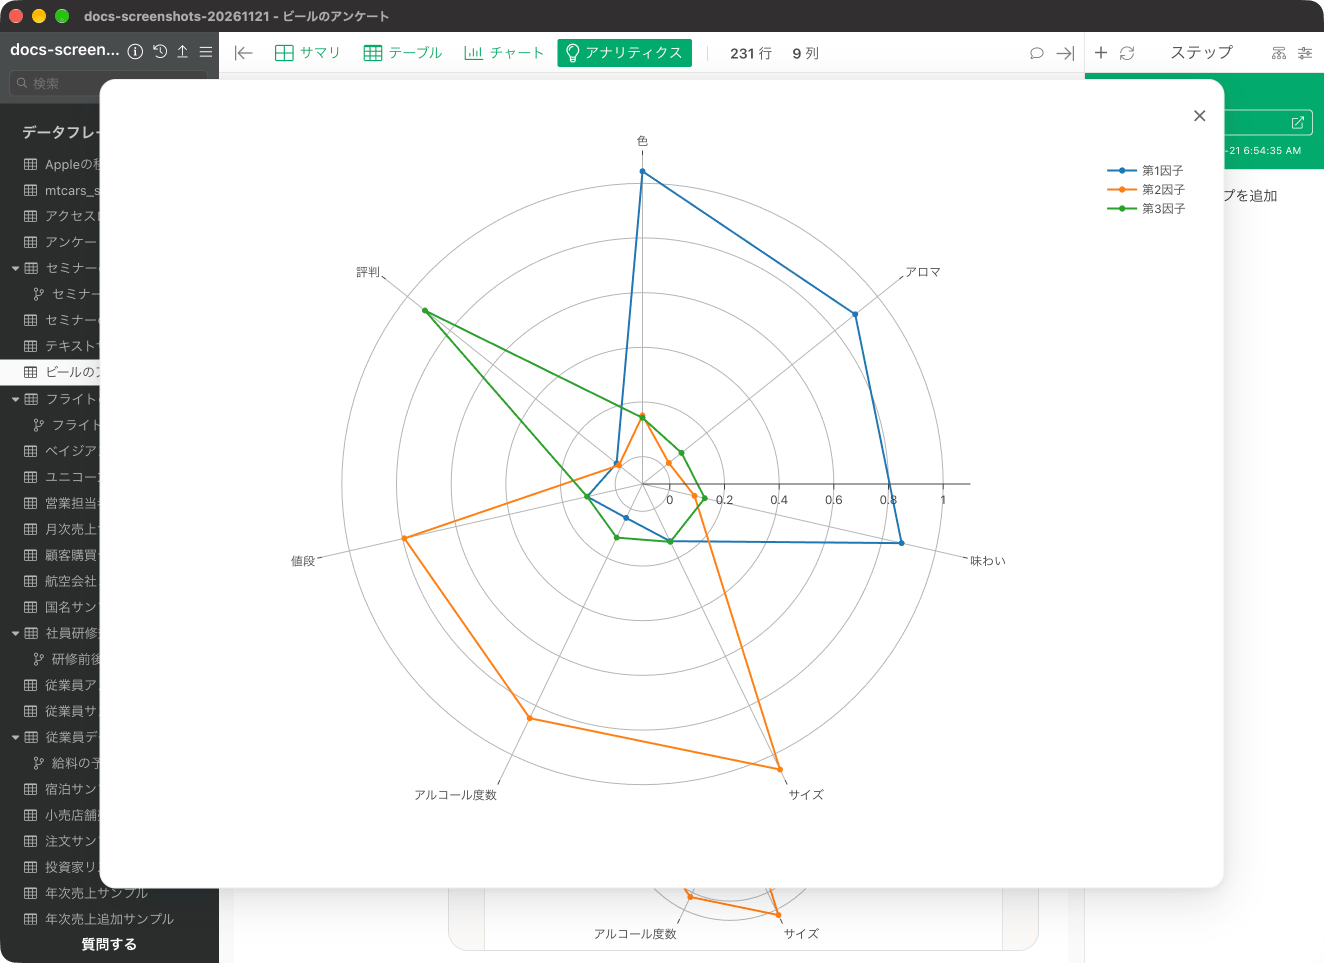 docs-screenshots-20261121 - ビールのアンケート
docs-screen...
サマリ
テーブル
チャート
アナリティクス
231 行
9 列
ステップ
検索
-21 6:54:35 AM
プを追加
データフレー
Appleの
mtcars_s
アクセス
アンケー
セミナー
セミナー
セミナー
テキスト
ビールの
フライト
フライト
ベイジア
ユニコー
営業担当
月次売上
顧客購買
航空会社
国名サン
社員研修
研修前後
従業員ア
従業員サ
従業員デ
給料の予
宿泊サン
小売店舗
注文サン
投資家リ
年次売上サンプル
年次売上追加サンプル
質問する
色
アロマ
味わい
サイズ
アルコール度数
値段
評判
0
0.2
0.4
0.6
0.8
1
第1因子
第2因子
第3因子
アルコール度数
サイズ